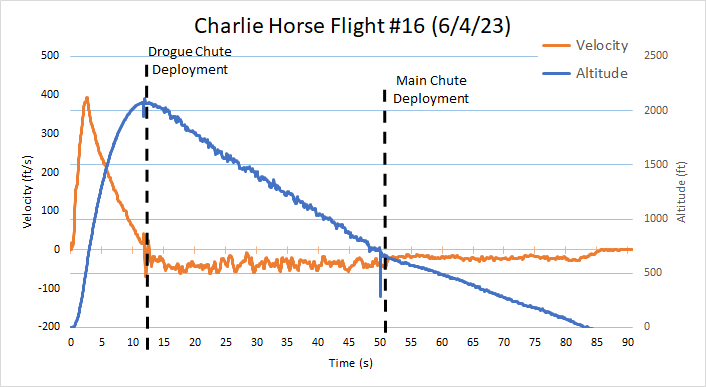 Charlie Horse Flight #16 (6/4/23)
Velocity
Altitude
Drogue Chute
Deployment
Main Chute
Deployment
500
400
300
200
100
0
-100
-200
Velocity (ft/s)
2500
2000
1500
1000
500
0
Altitude (ft)
0 5 10 15 20 25 30 35 40 45 50 55 60 65 70 75 80 85 90
Time (s)